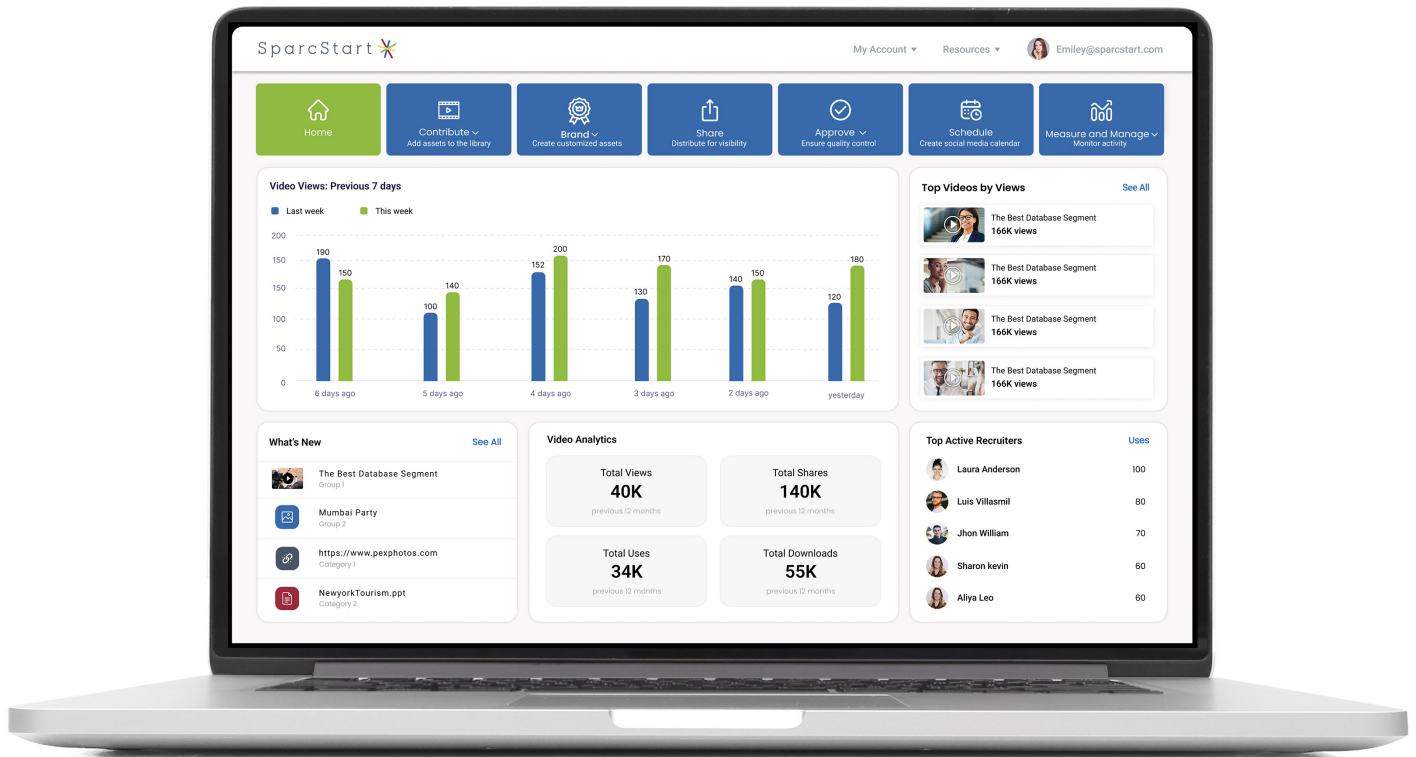 SparcStart
My Account
Resources
Emiley@sparcstart.com
Home
Contribute
Add assets to the library
Brand
Create customized assets
Share
Distribute for visibility
Approve
Ensure quality control
Schedule
Create social media calendar
Measure and Manage
Monitor activity
Video Views: Previous 7 days
Last week
This week
200
150
150
100
50
0
190
150
100
140
152
200
130
170
140
150
120
180
6 days ago
5 days ago
4 days ago
3 days ago
2 days ago
yesterday
Top Videos by Views
See All
The Best Database Segment
166K views
The Best Database Segment
166K views
The Best Database Segment
166K views
The Best Database Segment
166K views
What's New
See All
The Best Database Segment
Group 1
Mumbai Party
Group 2
https://www.pexphotos.com
Category 1
NewyorkTourism.ppt
Category 2
Video Analytics
Total Views
40K
previous 12 months
Total Shares
140K
previous 12 months
Total Uses
34K
previous 12 months
Total Downloads
55K
previous 12 months
Top Active Recruiters
Uses
Laura Anderson
100
Luis Villasmil
80
Jhon William
70
Sharon kevin
60
Aliya Leo
60